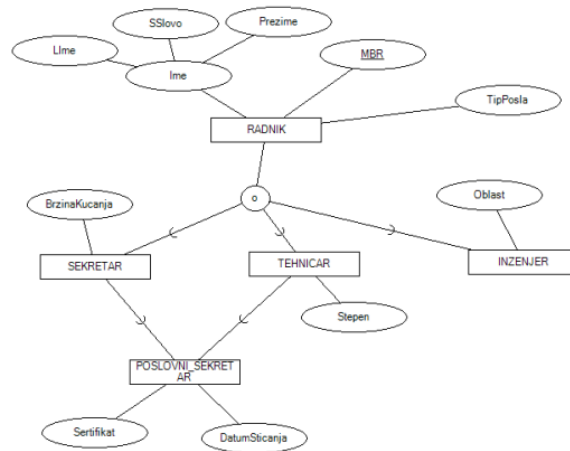 SSlovo
Prezime
LIme
Ime
MBR
TipPosla
RADNIK
o
BrzinaKucanja
Oblast
SEKRETAR
TEHNICAR
INZENJER
Stepen
POSLOVNI_SEKRET
AR
Sertifikat
DatumSticanja